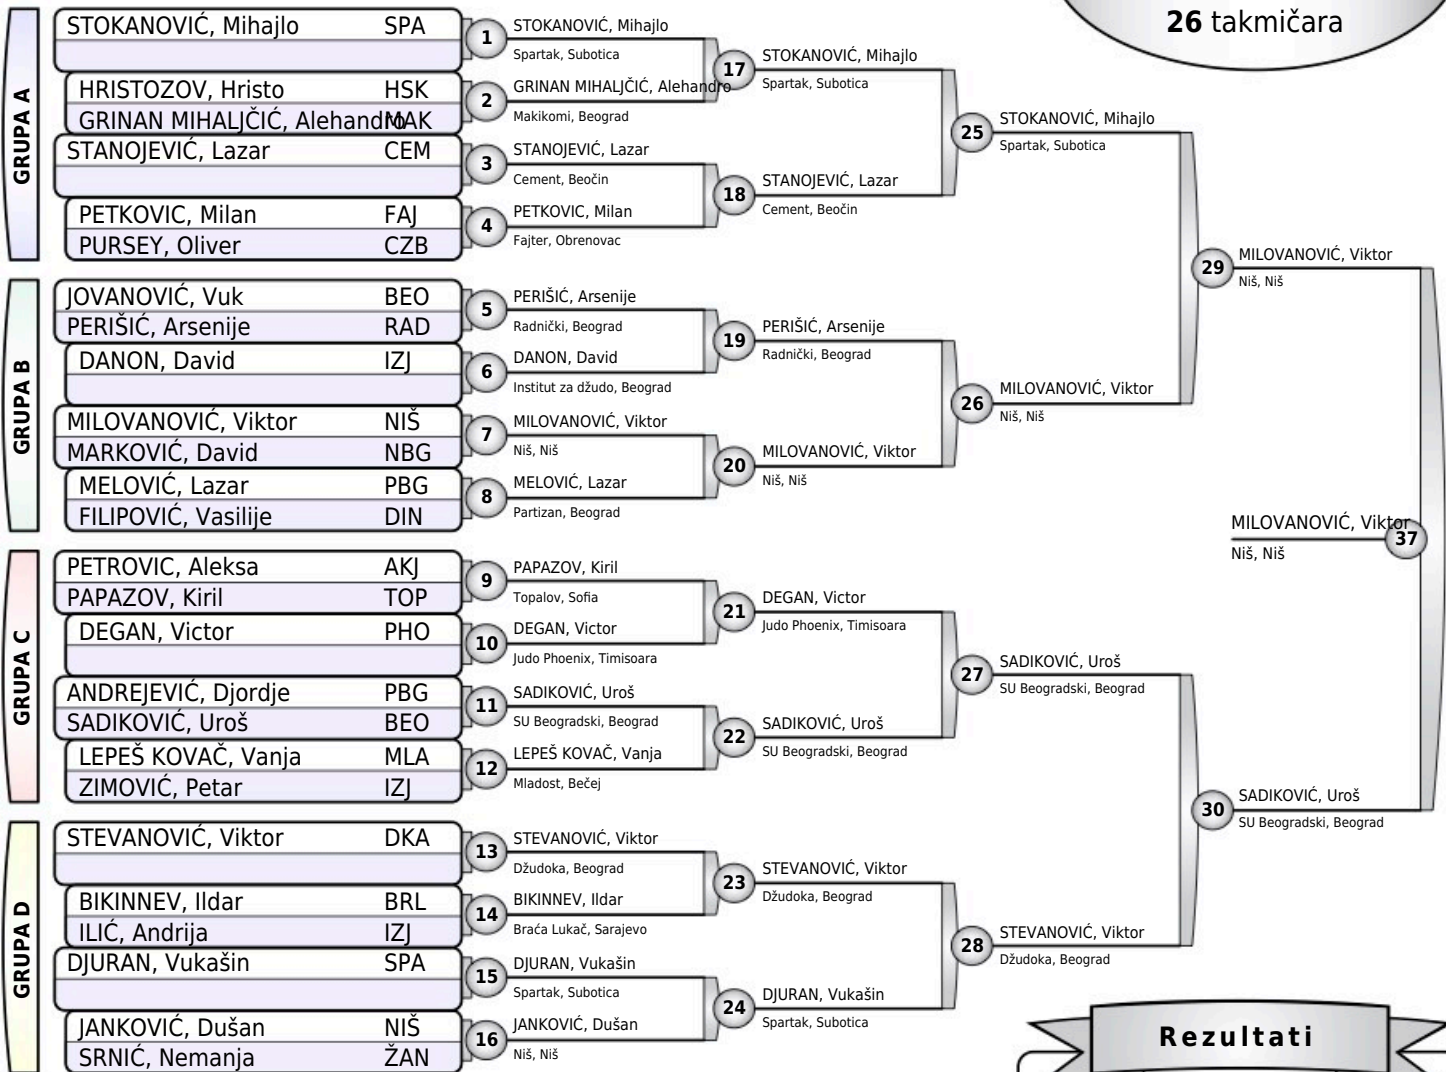 26 takmičara
GRUPA A
STOKANOVIĆ, Mihajlo SPA
HRISTOZOV, Hristo HSK
GRINAN MIHALJČIĆ, Alehandro MAK
STANOJEVIĆ, Lazar CEM
PETKOVIC, Milan FAJ
PURSEY, Oliver CZB
GRUPA B
JOVANOVIĆ, Vuk BEO
PERIŠIĆ, Arsenije RAD
DANON, David IZJ
MILOVANOVIĆ, Viktor NIŠ
MARKOVIĆ, David NBG
MELOVIĆ, Lazar PBG
FILIPOVIĆ, Vasilije DIN
GRUPA C
PETROVIC, Aleksa AKJ
PAPAZOV, Kiril TOP
DEGAN, Victor PHO
ANDREJEVIĆ, Djordje PBG
SADIKOVIĆ, Uroš BEO
LEPEŠ KOVAČ, Vanja MLA
ZIMOVIĆ, Petar IZJ
GRUPA D
STEVANOVIĆ, Viktor DKA
BIKINNEV, Ildar BRL
ILIĆ, Andrija IZJ
DJURAN, Vukašin SPA
JANKOVIĆ, Dušan NIŠ
SRNIĆ, Nemanja ŽAN
1 STOKANOVIĆ, Mihajlo
Spartak, Subotica
2 GRINAN MIHALJČIĆ, Alehandro
Makikomi, Beograd
3 STANOJEVIĆ, Lazar
Cement, Beočin
4 PETKOVIC, Milan
Fajter, Obrenovac
5 PERIŠIĆ, Arsenije
Radnički, Beograd
6 DANON, David
Institut za džudo, Beograd
7 MILOVANOVIĆ, Viktor
Niš, Niš
8 MELOVIĆ, Lazar
Partizan, Beograd
9 PAPAZOV, Kiril
Topalov, Sofia
10 DEGAN, Victor
Judo Phoenix, Timisoara
11 SADIKOVIĆ, Uroš
SU Beogradski, Beograd
12 LEPEŠ KOVAČ, Vanja
Mladost, Bečej
13 STEVANOVIĆ, Viktor
Džudoka, Beograd
14 BIKINNEV, Ildar
Braća Lukač, Sarajevo
15 DJURAN, Vukašin
Spartak, Subotica
16 JANKOVIĆ, Dušan
Niš, Niš
17 STOKANOVIĆ, Mihajlo
Spartak, Subotica
18 STANOJEVIĆ, Lazar
Cement, Beočin
19 PERIŠIĆ, Arsenije
Radnički, Beograd
20 MILOVANOVIĆ, Viktor
Niš, Niš
21 DEGAN, Victor
Judo Phoenix, Timisoara
22 SADIKOVIĆ, Uroš
SU Beogradski, Beograd
23 STEVANOVIĆ, Viktor
Džudoka, Beograd
24 DJURAN, Vukašin
Spartak, Subotica
25 STOKANOVIĆ, Mihajlo
Spartak, Subotica
26 MILOVANOVIĆ, Viktor
Niš, Niš
27 SADIKOVIĆ, Uroš
SU Beogradski, Beograd
28 STEVANOVIĆ, Viktor
Džudoka, Beograd
29 MILOVANOVIĆ, Viktor
Niš, Niš
30 SADIKOVIĆ, Uroš
SU Beogradski, Beograd
MILOVANOVIĆ, Viktor 37
Niš, Niš
Rezultati